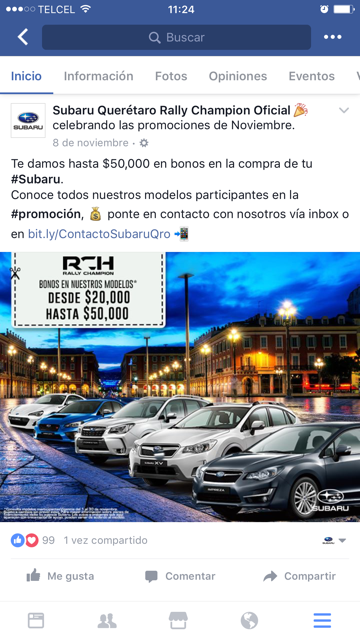 TELCEL 11:24
Buscar
Inicio Información Fotos Opiniones Eventos
SUBARU
Subaru Querétaro Rally Champion Oficial 🎉
celebrando las promociones de Noviembre.
8 de noviembre ·
Te damos hasta $50,000 en bonos en la compra de tu
#Subaru.
Conoce todos nuestros modelos participantes en la
#promoción, 💰 ponte en contacto con nosotros vía inbox o
en bit.ly/ContactoSubaruQro 📲
RCH
RALLY CHAMPION
BONOS EN NUESTROS MODELOS*
DESDE $20,000
HASTA $50,000
SUBARU
99 1 vez compartido
Me gusta Comentar Compartir